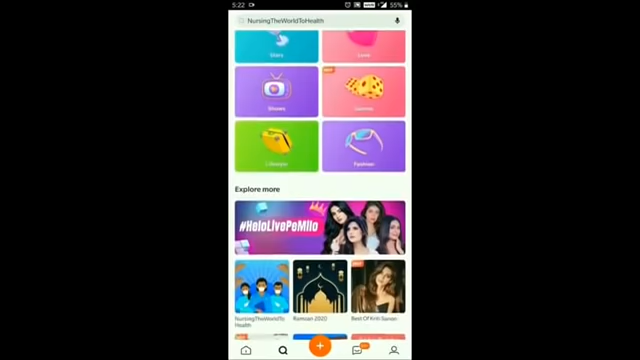 5:22
55%
NursingTheWorldToHealth
Stars
Love
Shows
Games
Lifestyle
Fashion
Explore more
#HeloLivePeMilo
NursingTheWorldTo
Health
Ramzan 2020
Best Of Kriti Sanon